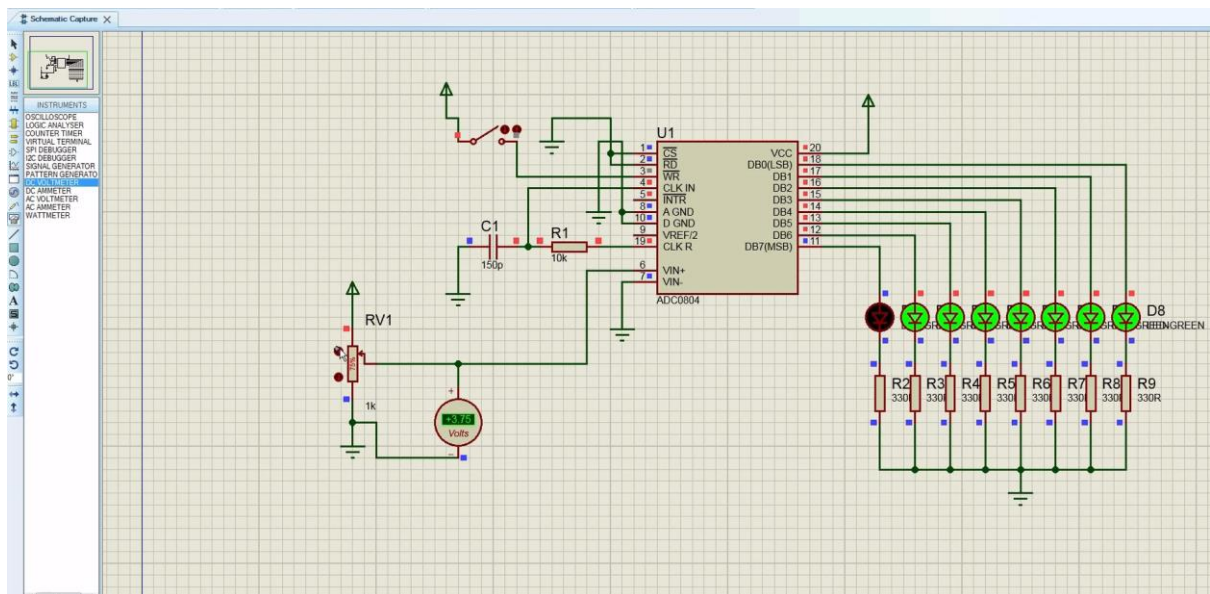 Schematic Capture
INSTRUMENTS
OSCILLOSCOPE
LOGIC ANALYSER
COUNTER TIMER
VIRTUAL TERMINAL
SPI DEBUGGER
I2C DEBUGGER
SIGNAL GENERATOR
PATTERN GENERATO
DC VOLTMETER
DC AMMETER
AC VOLTMETER
AC AMMETER
WATTMETER
U1
1 CS
2 RD
3 WR
4 CLK IN
5 INTR
8 A GND
10 D GND
9 VREF/2
19 CLK R
6 VIN+
7 VIN-
VCC 20
DB0(LSB) 18
DB1 17
DB2 16
DB3 15
DB4 14
DB5 13
DB6 12
DB7(MSB) 11
ADC0804
C1
150p
R1
10k
RV1
75%
1k
+3.75
Volts
D8
R2 R3 R4 R5 R6 R7 R8 R9
330R